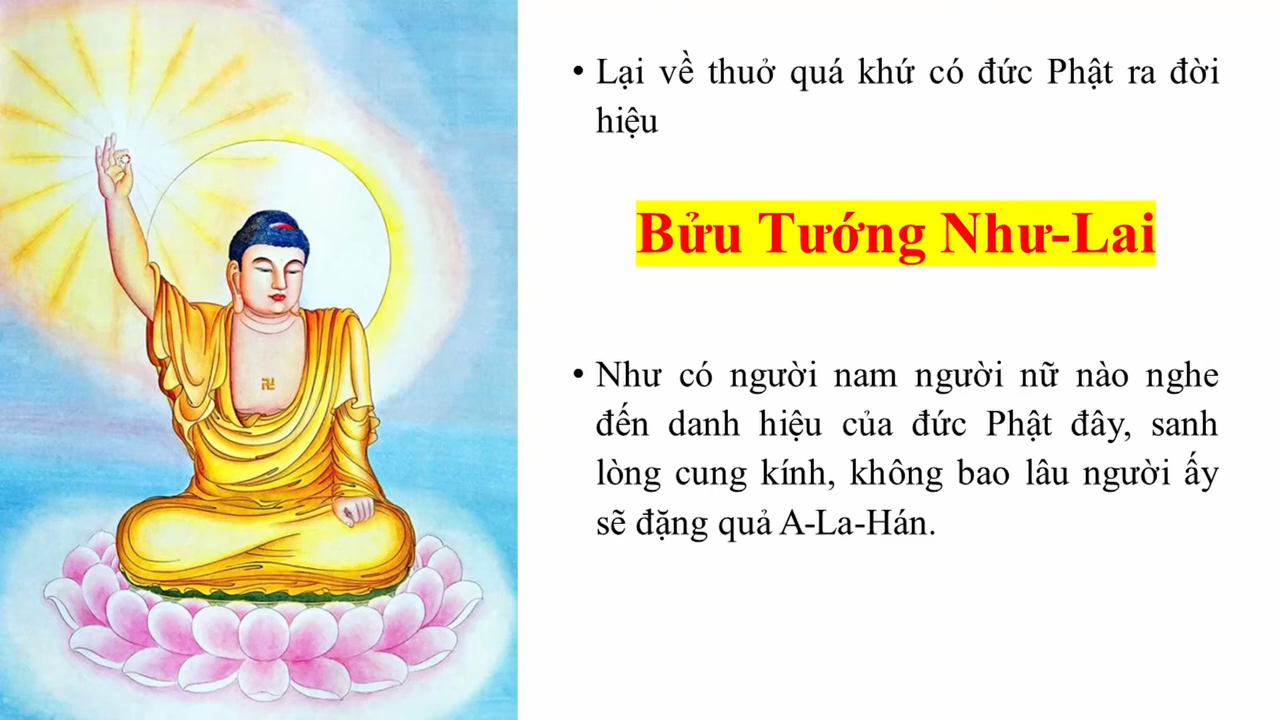 • Lại về thuở quá khứ có đức Phật ra đời
hiệu
Bửu Tướng Như-Lai
• Như có người nam người nữ nào nghe
đến danh hiệu của đức Phật đây, sanh
lòng cung kính, không bao lâu người ấy
sẽ đặng quả A-La-Hán.